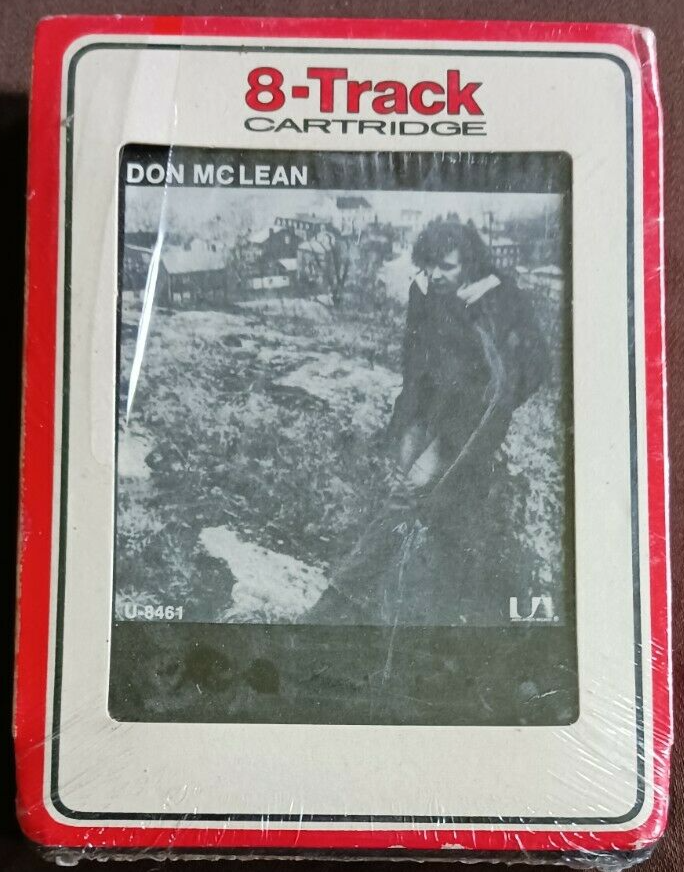 8-Track
CARTRIDGE
DON MCLEAN
U-8461
UA